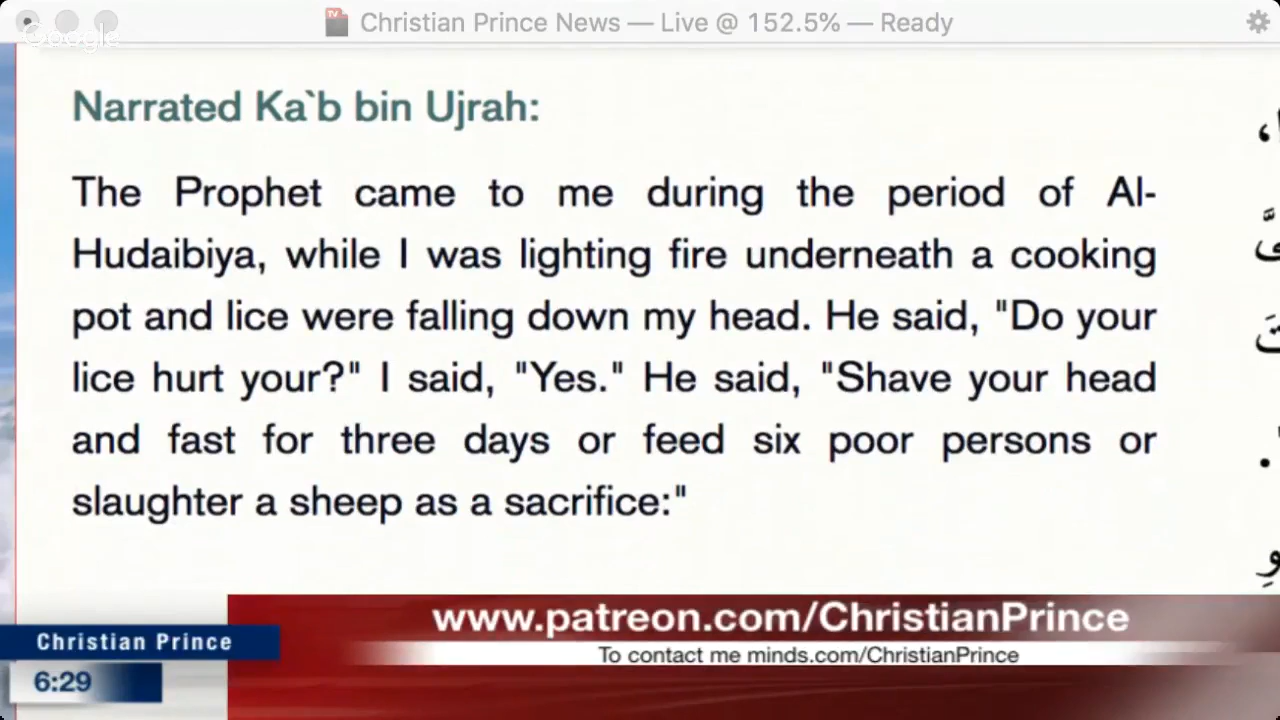 Christian Prince News — Live @ 152.5% — Ready
Google
Narrated Ka`b bin Ujrah:
The Prophet came to me during the period of Al-
Hudaibiya, while I was lighting fire underneath a cooking
pot and lice were falling down my head. He said, "Do your
lice hurt your?" I said, "Yes." He said, "Shave your head
and fast for three days or feed six poor persons or
slaughter a sheep as a sacrifice:"
www.patreon.com/ChristianPrince
Christian Prince
To contact me minds.com/ChristianPrince
6:29